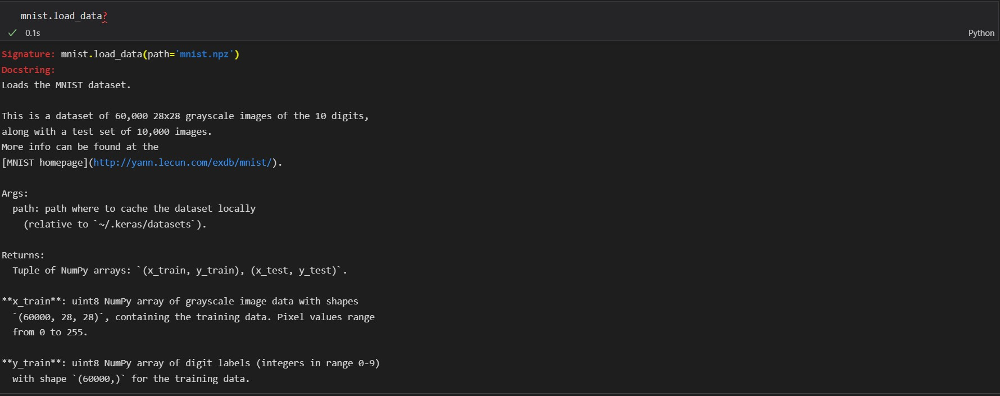 mnist.load_data?
0.1s
Python
Signature: mnist.load_data(path='mnist.npz')
Docstring:
Loads the MNIST dataset.
This is a dataset of 60,000 28x28 grayscale images of the 10 digits,
along with a test set of 10,000 images.
More info can be found at the
[MNIST homepage](http://yann.lecun.com/exdb/mnist/).
Args:
  path: path where to cache the dataset locally
    (relative to `~/.keras/datasets`).
Returns:
  Tuple of NumPy arrays: `(x_train, y_train), (x_test, y_test)`.
**x_train**: uint8 NumPy array of grayscale image data with shapes
  `(60000, 28, 28)`, containing the training data. Pixel values range
  from 0 to 255.
**y_train**: uint8 NumPy array of digit labels (integers in range 0-9)
  with shape `(60000,)` for the training data.